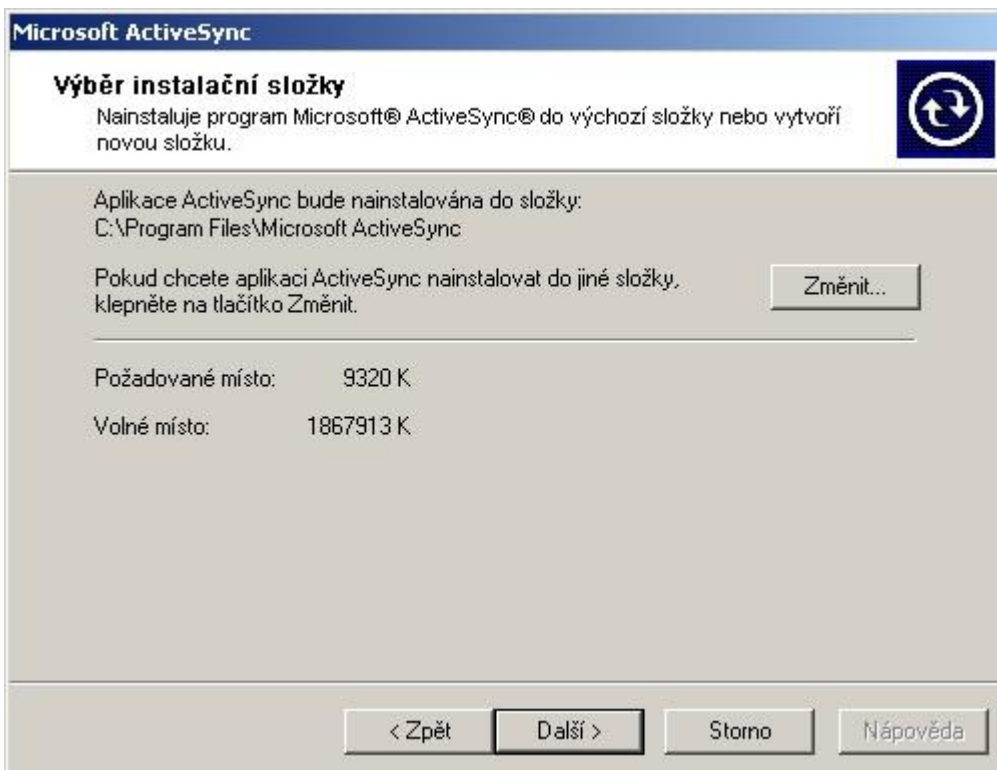 Microsoft ActiveSync
Výběr instalační složky
Nainstaluje program Microsoft® ActiveSync® do výchozí složky nebo vytvoří
novou složku.
Aplikace ActiveSync bude nainstalována do složky:
C:\Program Files\Microsoft ActiveSync
Pokud chcete aplikaci ActiveSync nainstalovat do jiné složky,
klepněte na tlačítko Změnit.
Změnit...
Požadované místo: 9320 K
Volné místo: 1867913 K
< Zpět Další > Storno Nápověda